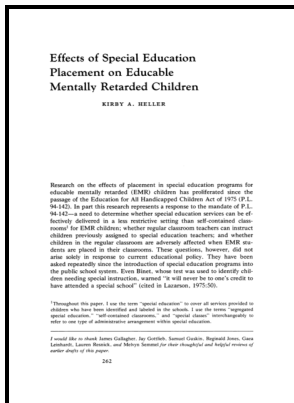 Effects of Special Education
Placement on Educable
Mentally Retarded Children
KIRBY A. HELLER
Research on the effects of placement in special education programs for
educable mentally retarded (EMR) children has proliferated since the
passage of the Education for All Handicapped Children Act of 1975 (P.L.
94-142). In part this research represents a response to the mandate of P.L.
94-142—a need to determine whether special education services can be ef-
fectively delivered in a less restrictive setting than self-contained class-
rooms¹ for EMR children; whether regular classroom teachers can instruct
children previously assigned to special education teachers; and whether
children in the regular classroom are adversely affected when EMR stu-
dents are placed in their classrooms. These questions, however, did not
arise solely in response to current educational policy. They have been
asked repeatedly since the introduction of special education programs into
the public school system. Even Binet, whose test was used to identify chil-
dren needing special instruction, warned "it will never be to one's credit to
have attended a special school" (cited in Lazarson, 1975:50).
¹Throughout this paper, I use the term "special education" to cover all services provided to
children who have been identified and labeled in the schools. I use the terms "segregated
special education," "self-contained classrooms," and "special classes" interchangeably to
refer to one type of administrative arrangement within special education.
I would like to thank James Gallagher, Jay Gottlieb, Samuel Guskin, Reginald Jones, Gaea
Leinhardt, Lauren Resnick, and Melvyn Semmel for their thoughtful and helpful reviews of
earlier drafts of this paper.
262